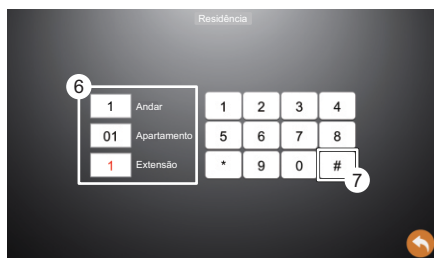 Residência
6
1 Andar
01 Apartamento
1 Extensão
1 2 3 4
5 6 7 8
* 9 0 #
7